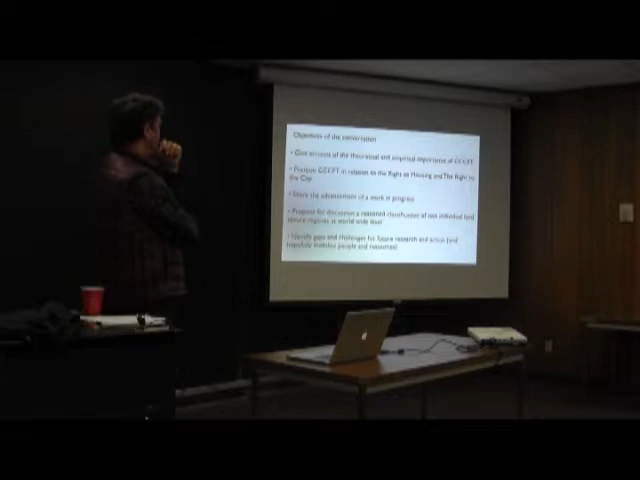 Objectives of the conversation
• Give account of the theoretical and empirical importance of CCCFT
• Position CCCFT in relation to the Right to Housing and The Right to
the City
• Share the advancement of a work in progress
• Propose for discussion a reasoned classification of non individual land
tenure regimes at world wide level
• Identify gaps and challenges for future research and action (and
hopefully mobilize people and resources)